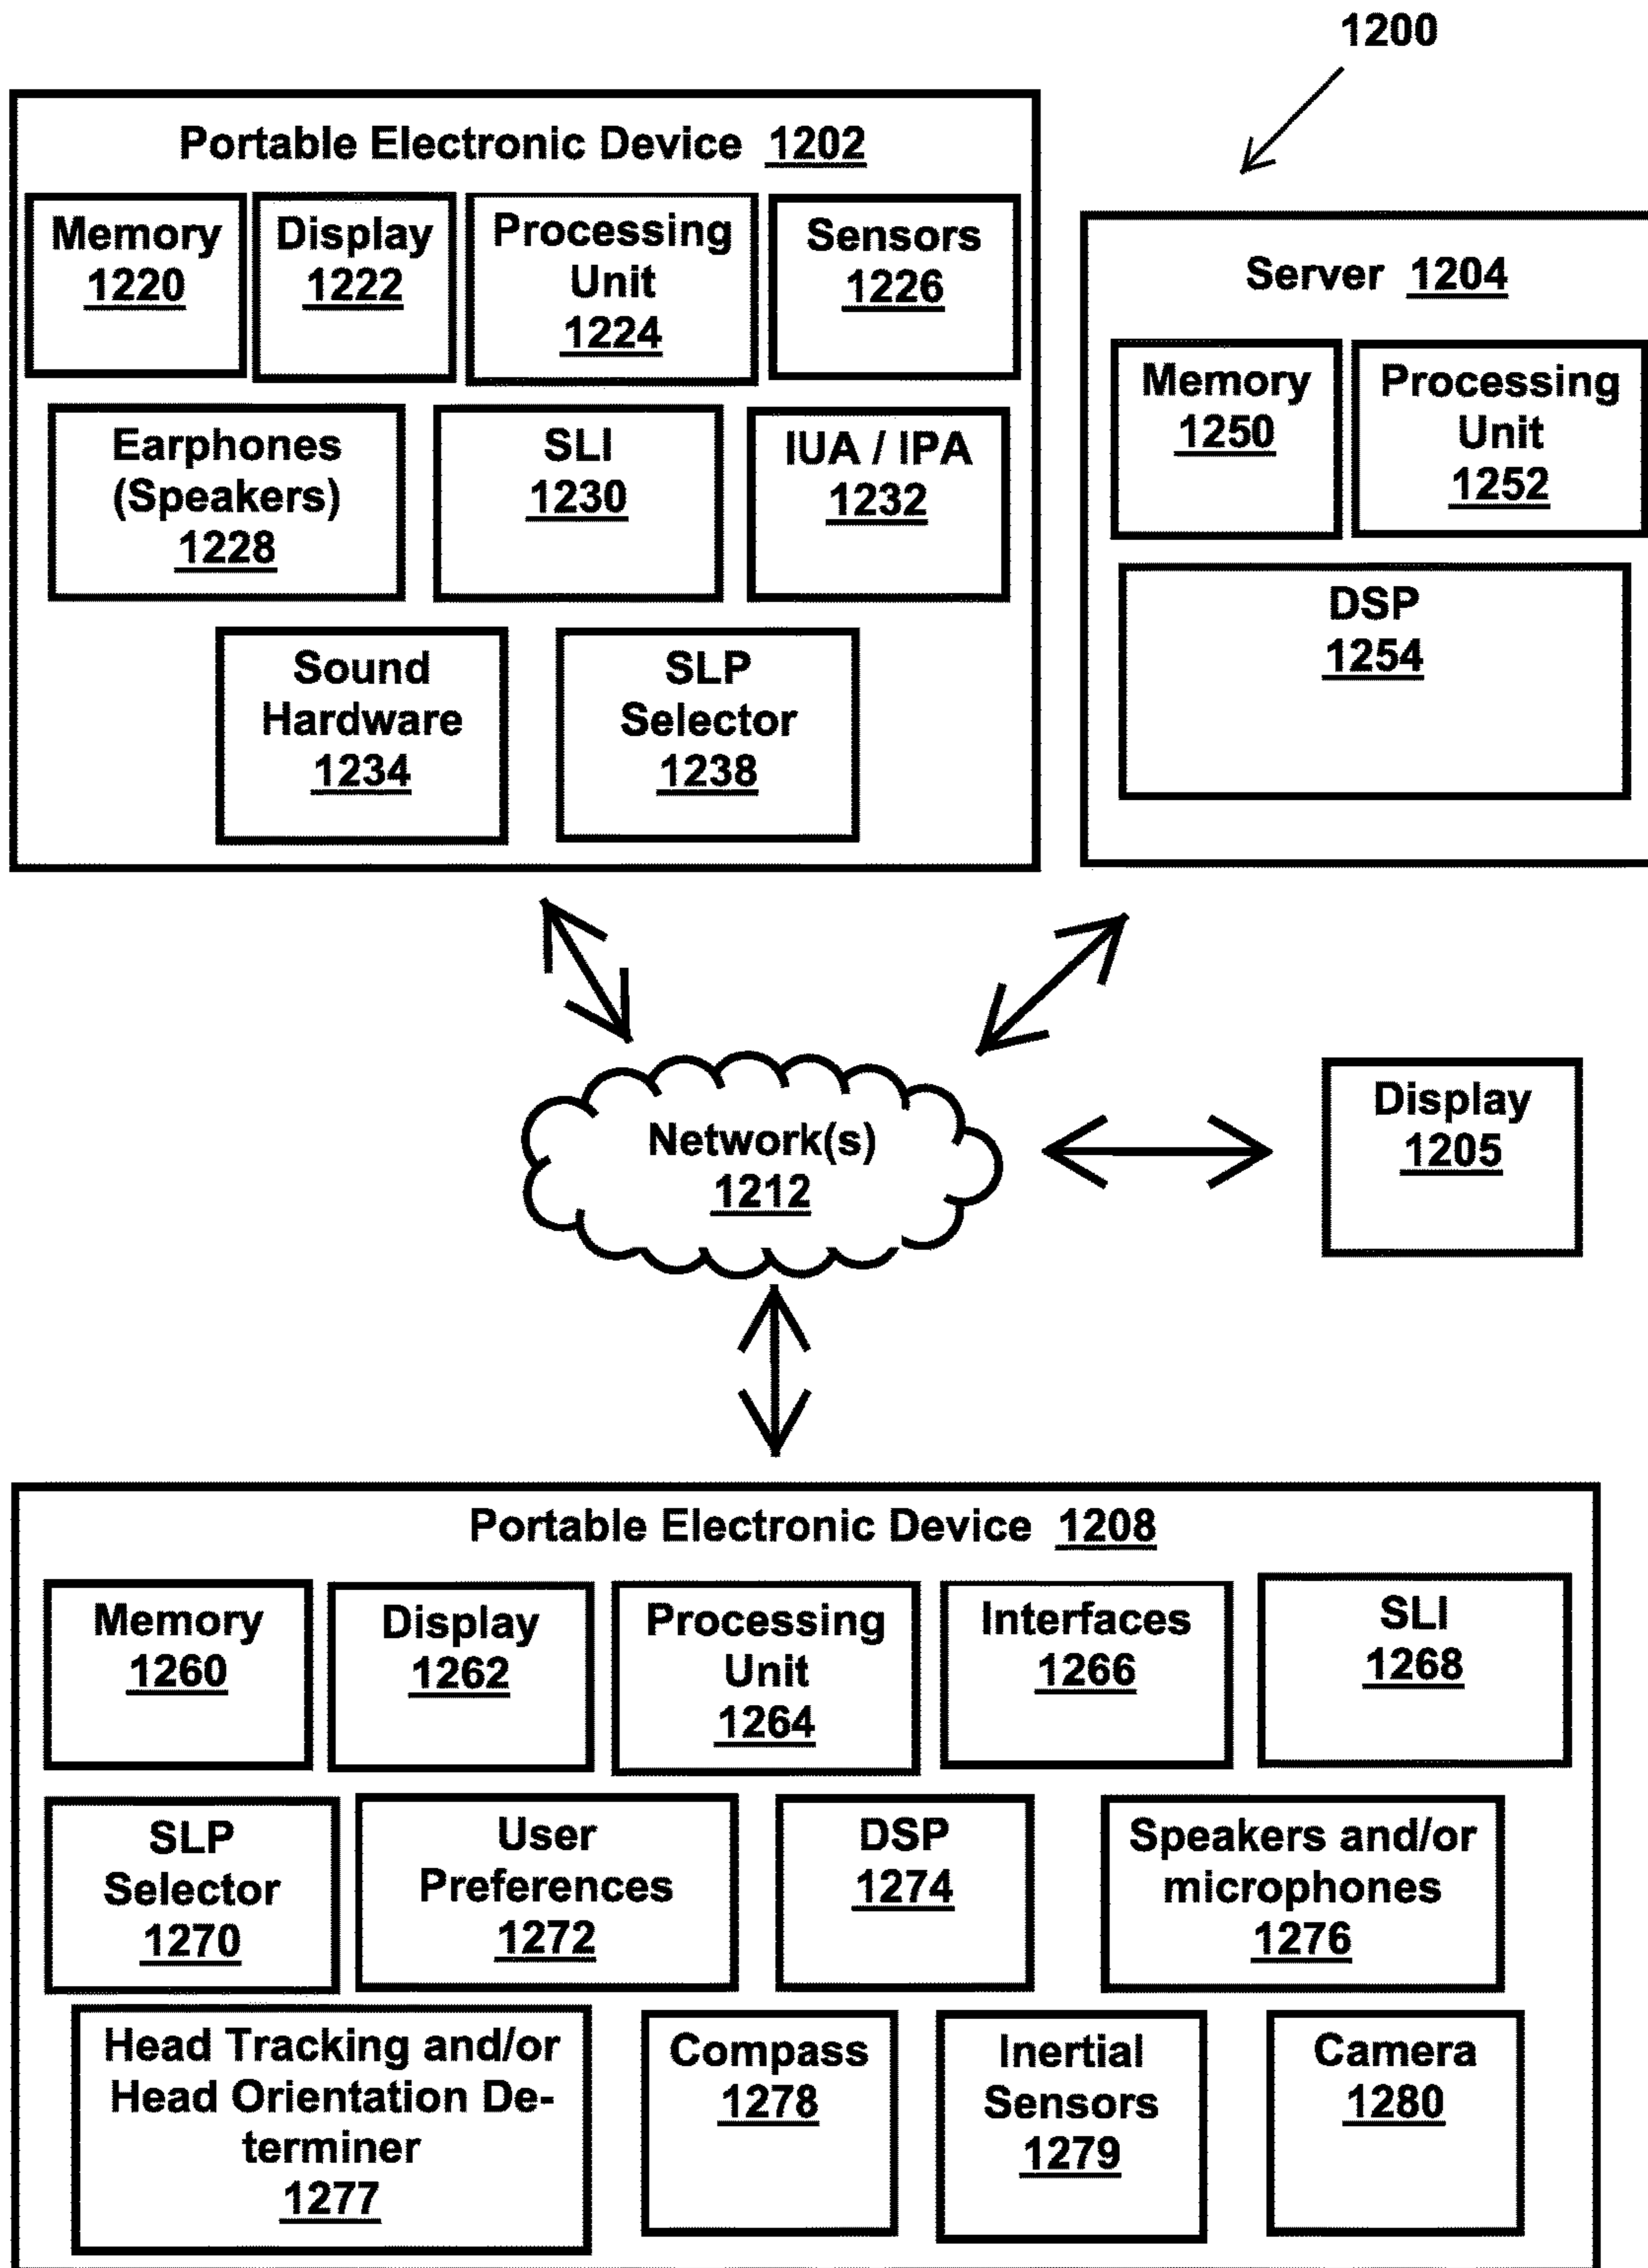 1200
Portable Electronic Device 1202
Memory
1220
Display
1222
Processing
Unit
1224
Sensors
1226
Earphones
(Speakers)
1228
SLI
1230
IUA / IPA
1232
Sound
Hardware
1234
SLP
Selector
1238
Server 1204
Memory
1250
Processing
Unit
1252
DSP
1254
Network(s)
1212
Display
1205
Portable Electronic Device 1208
Memory
1260
Display
1262
Processing
Unit
1264
Interfaces
1266
SLI
1268
SLP
Selector
1270
User
Preferences
1272
DSP
1274
Speakers and/or
microphones
1276
Head Tracking and/or
Head Orientation De-
terminer
1277
Compass
1278
Inertial
Sensors
1279
Camera
1280